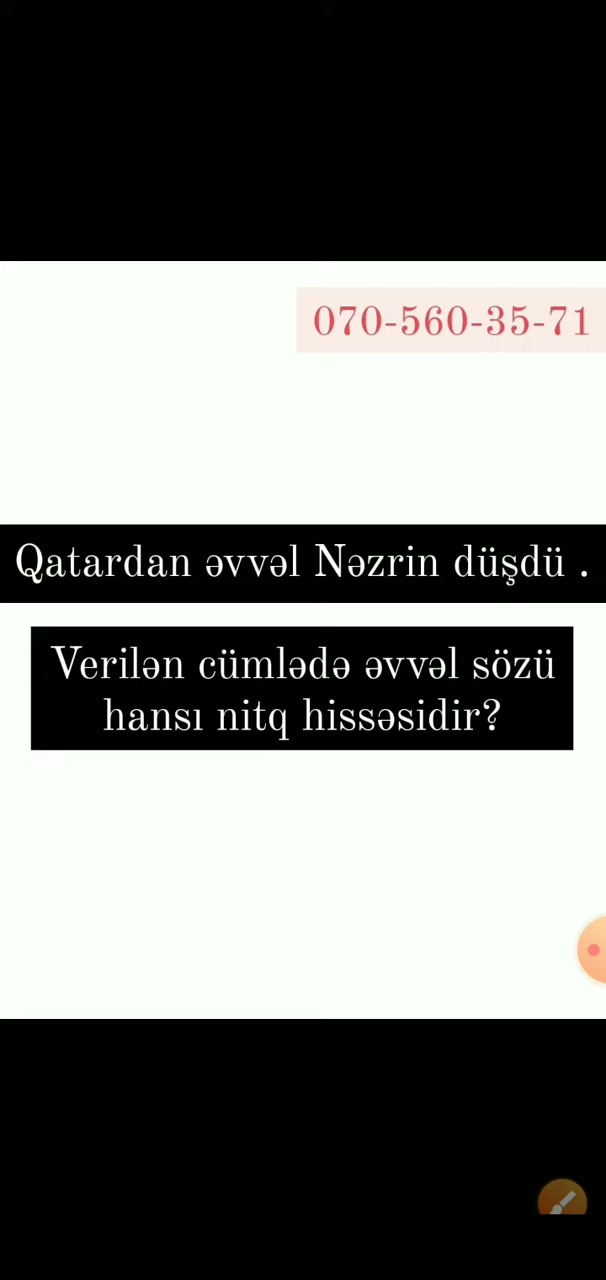 070-560-35-71
Qatardan əvvəl Nəzrin düşdü .
Verilən cümlədə əvvəl sözü
hansı nitq hissəsidir?